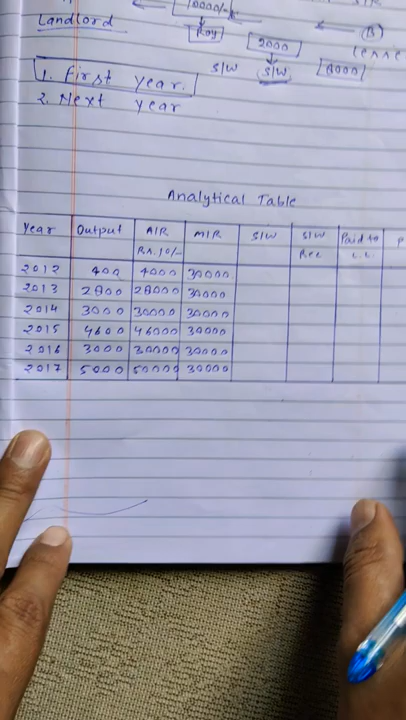 10000/-
Landlord
Roy
(B)
2000
S/W
S/W
8000
1. First year.
2. Next year
Analytical Table
Year Output A/R M/R S/W S/W Paid to
Rs. 10/- Rec L.L. P
2012 400 4000 30000
2013 2800 28000 30000
2014 3000 30000 30000
2015 4600 46000 30000
2016 3000 30000 30000
2017 5000 50000 30000